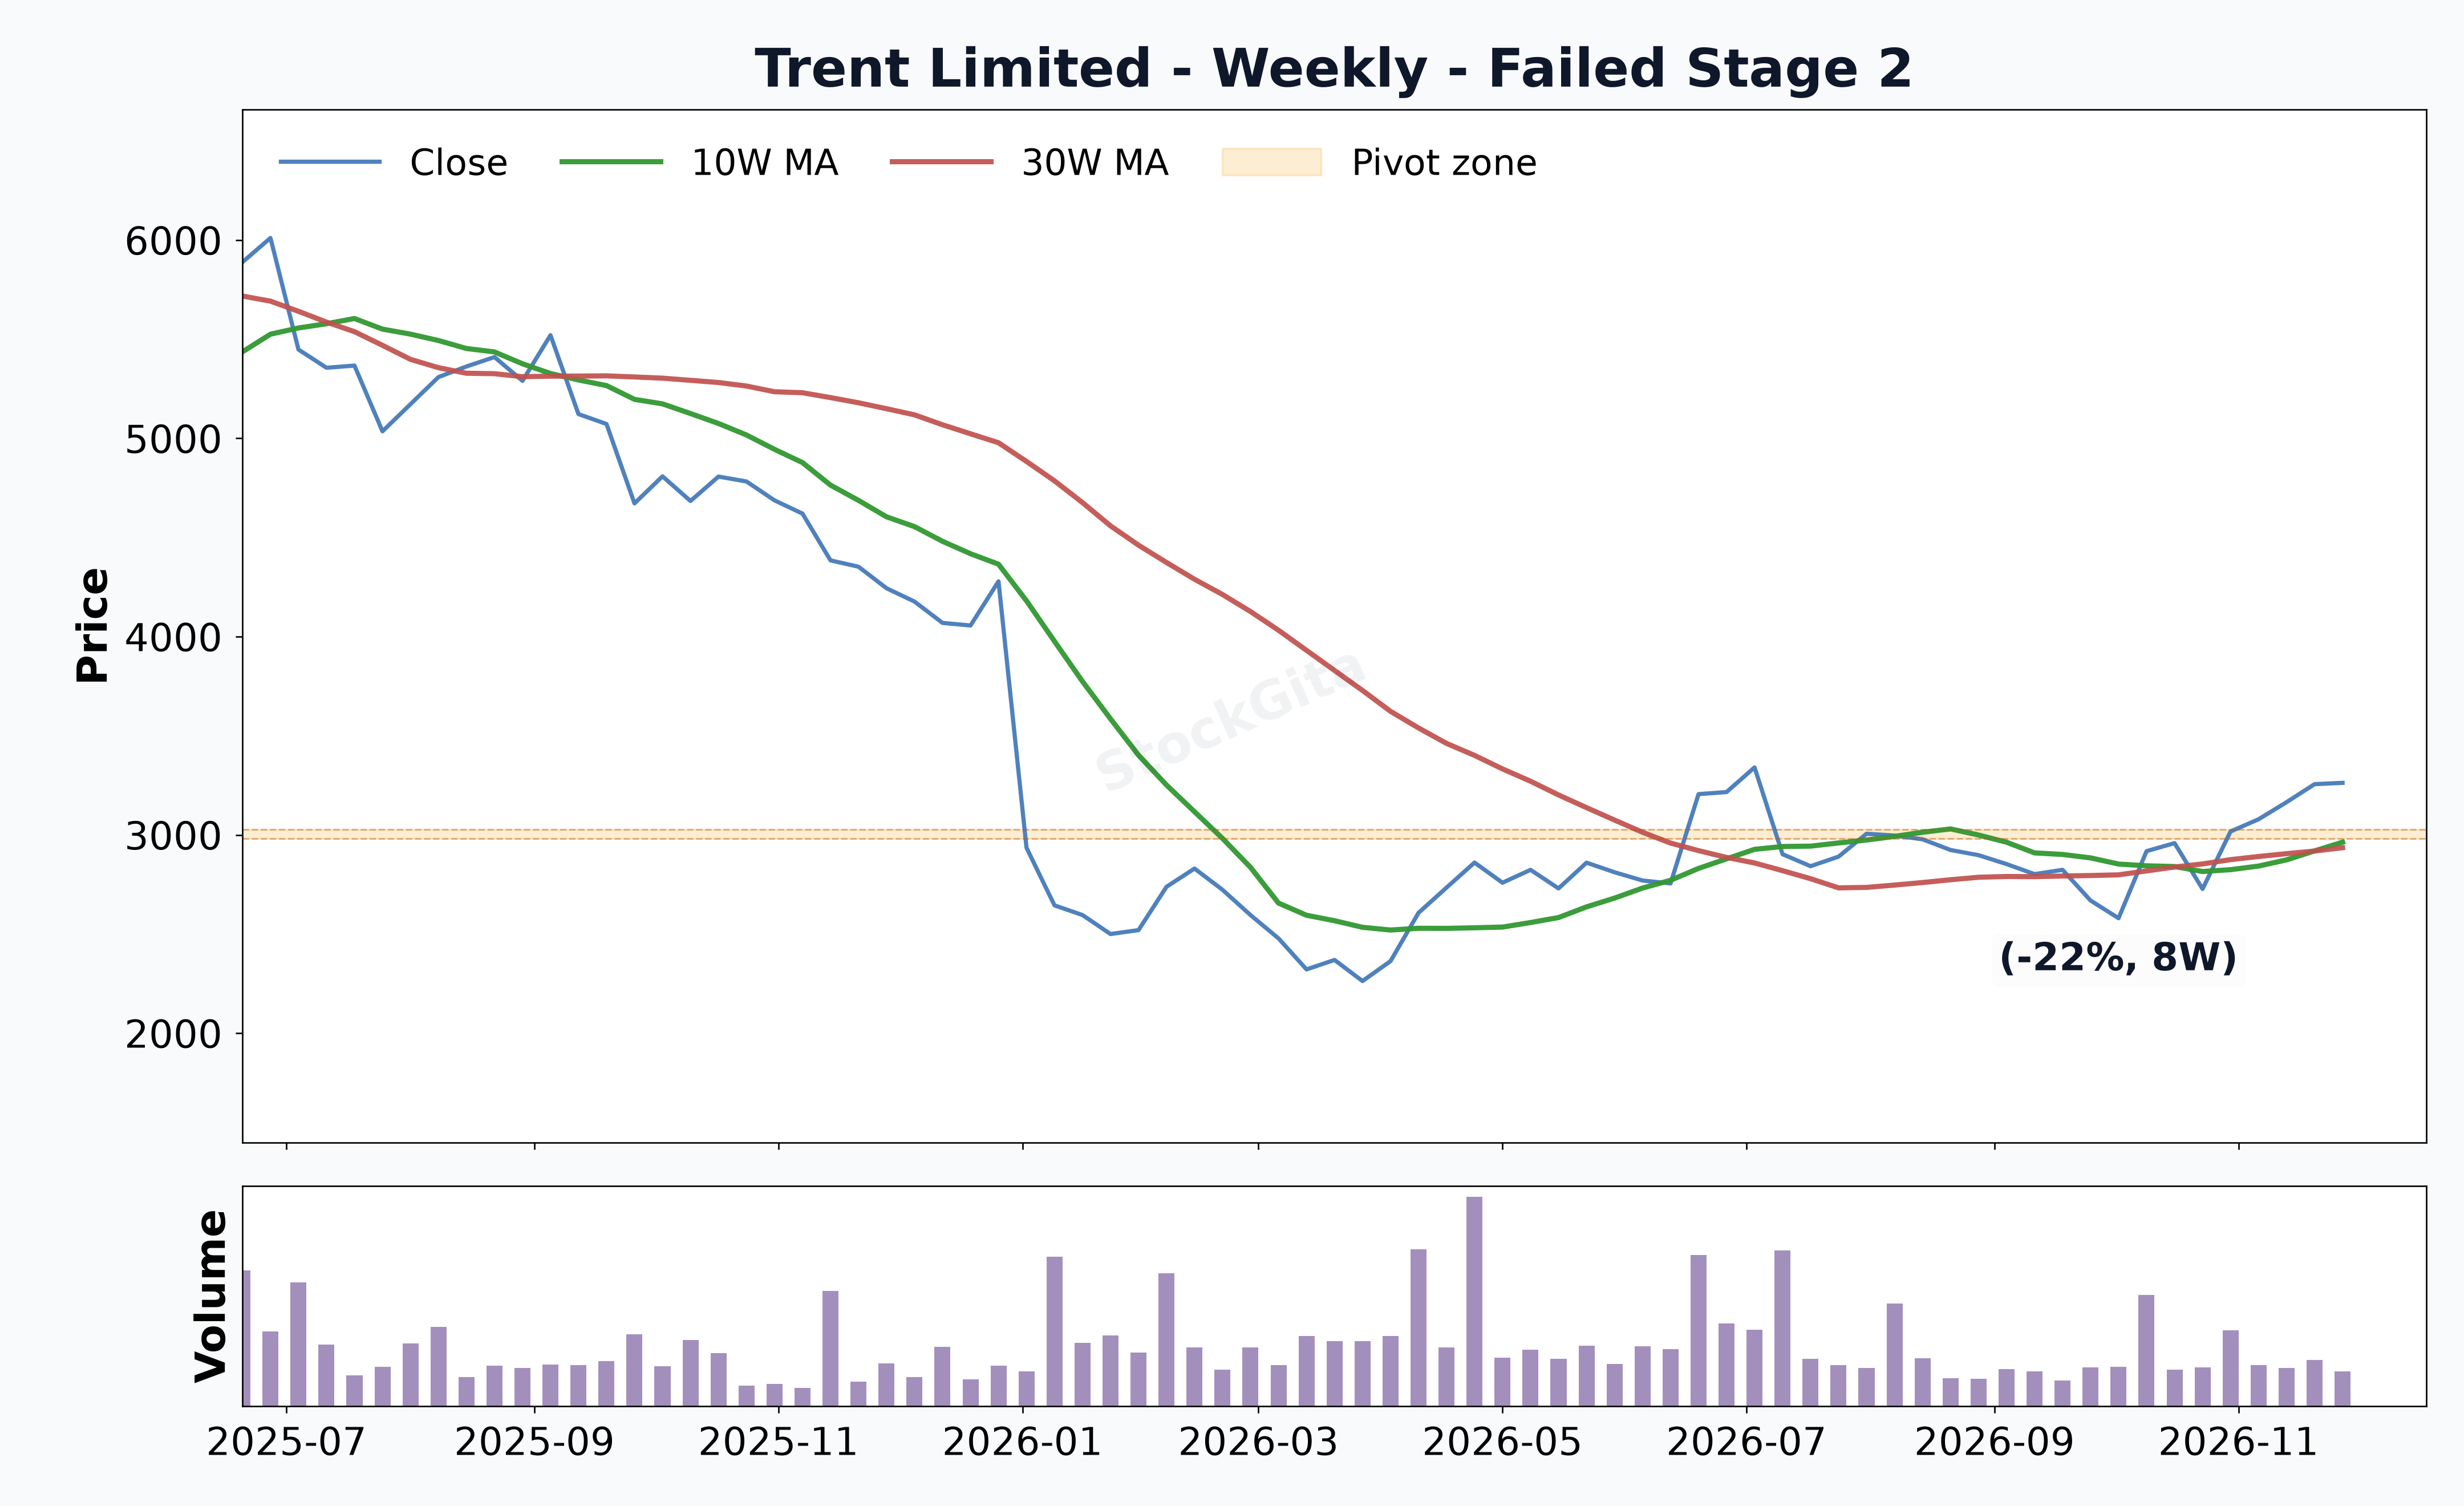 Trent Limited - Weekly - Failed Stage 2
Close 10W MA 30W MA Pivot zone
6000
5000
4000
3000
2000
Price
StockGita
(-22%, 8W)
Volume
2025-07 2025-09 2025-11 2026-01 2026-03 2026-05 2026-07 2026-09 2026-11